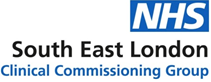 NHS
South East London
Clinical Commissioning Group